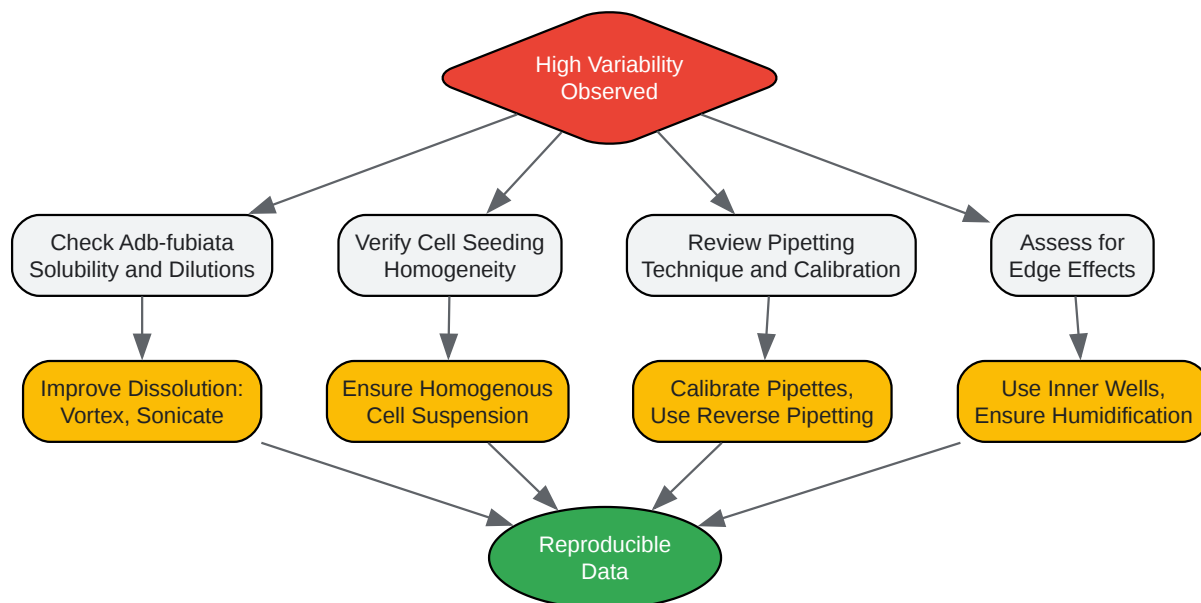 High Variability
Observed
Check Adb-fubiata
Solubility and Dilutions
Verify Cell Seeding
Homogeneity
Review Pipetting
Technique and Calibration
Assess for
Edge Effects
Improve Dissolution:
Vortex, Sonicate
Ensure Homogenous
Cell Suspension
Calibrate Pipettes,
Use Reverse Pipetting
Use Inner Wells,
Ensure Humidification
Reproducible
Data